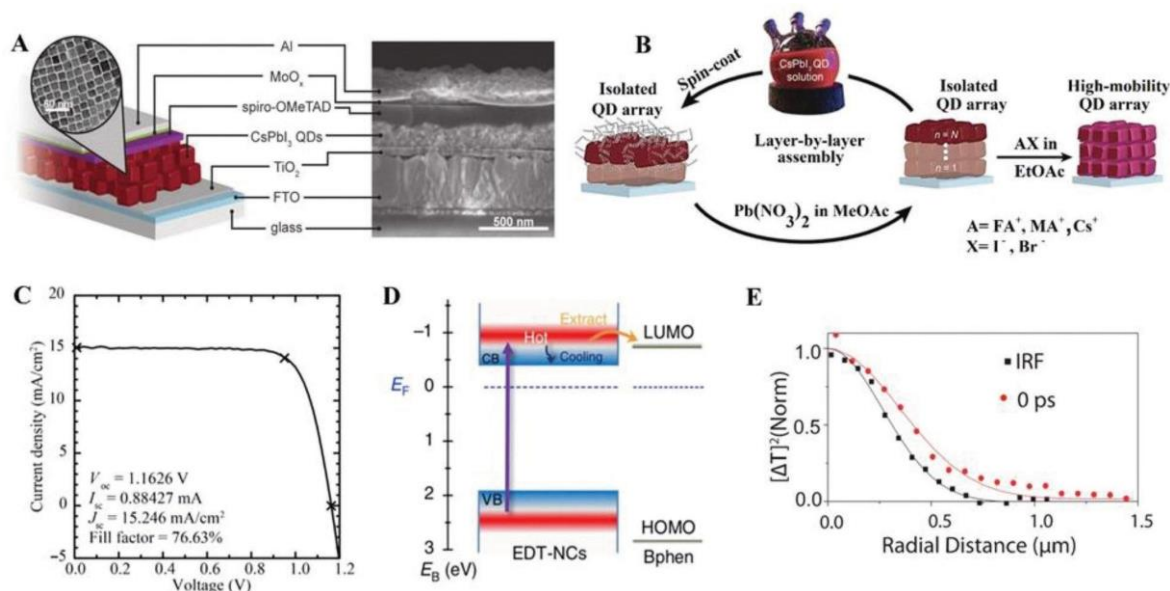 A
50 nm
Al
MoOx
spiro-OMeTAD
CsPbI3 QDs
TiO2
FTO
glass
500 nm
B
Spin-coat
CsPbI3 QD
solution
Isolated
QD array
Layer-by-layer
assembly
Pb(NO3)2 in MeOAc
Isolated
QD array
n = N
n = 1
AX in
EtOAc
High-mobility
QD array
A= FA+, MA+, Cs+
X= I-, Br-
C
Current density (mA/cm2)
20
15
10
5
0
-5
Voc = 1.1626 V
Isc = 0.88427 mA
Jsc = 15.246 mA/cm2
Fill factor = 76.63%
0.0 0.2 0.4 0.6 0.8 1.0 1.2
Voltage (V)
D
-1
EF 0
1
2
3
EB (eV)
Extract
Hot
Cooling
CB
VB
EDT-NCs
LUMO
HOMO
Bphen
E
[ΔT]2(Norm)
1.0
0.5
0.0
IRF
0 ps
0.0 0.5 1.0 1.5
Radial Distance (μm)